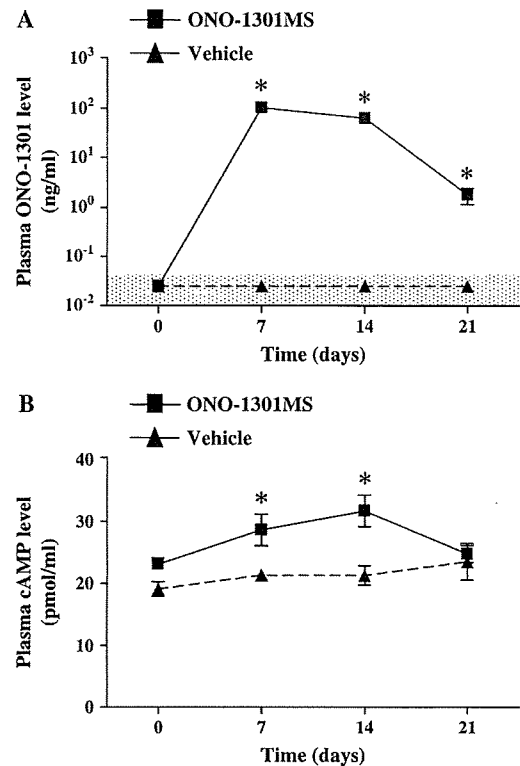 A
ONO-1301MS
Vehicle
Plasma ONO-1301 level
(ng/ml)
10³
10²
10¹
10⁰
10⁻¹
10⁻²
*
*
*
0 7 14 21
Time (days)
B
ONO-1301MS
Vehicle
Plasma cAMP level
(pmol/ml)
40
30
20
10
0
*
*
0 7 14 21
Time (days)